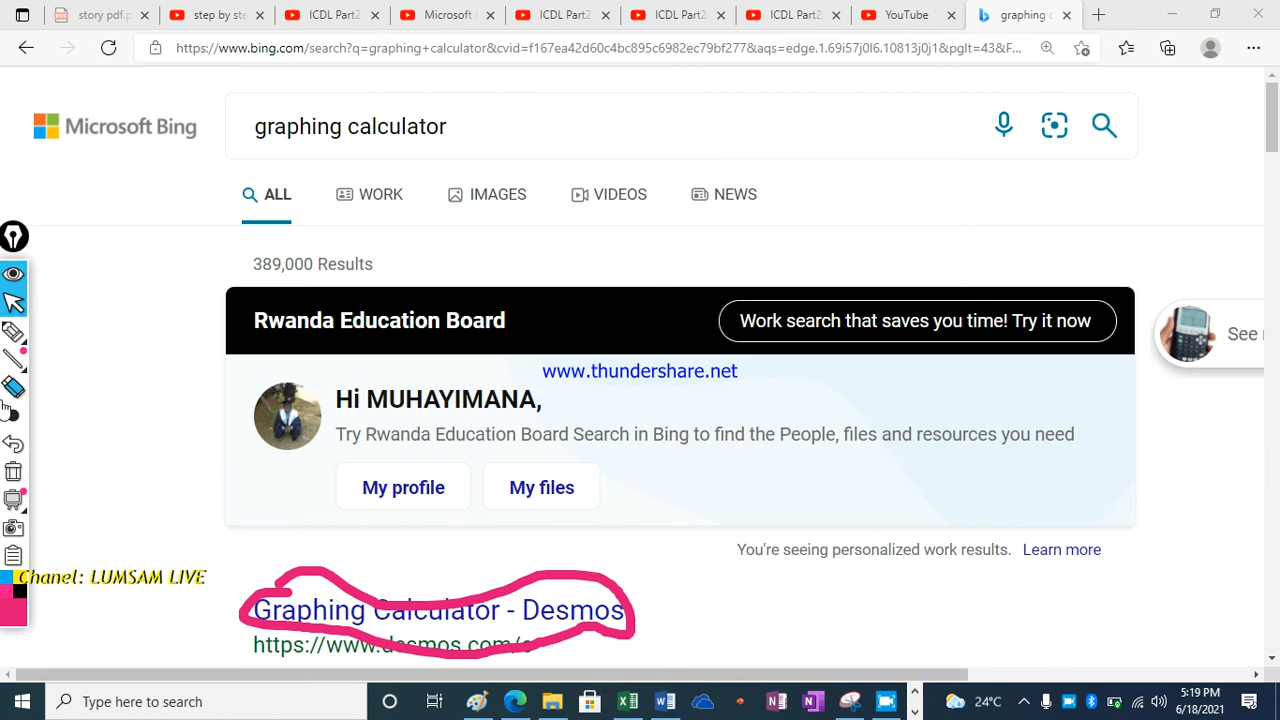 story pdf.
step by ste
ICDL Part2
Microsoft
ICDL Part2
ICDL Part2
ICDL Part2
YouTube
graphing c
https://www.bing.com/search?q=graphing+calculator&cvid=f167ea42d60c4bc895c6982ec79bf277&aqs=edge.1.69i57j0l6.10813j0j1&pglt=43&F...
Microsoft Bing
graphing calculator
ALL
WORK
IMAGES
VIDEOS
NEWS
389,000 Results
Rwanda Education Board
Work search that saves you time! Try it now
See
www.thundershare.net
Hi MUHAYIMANA,
Try Rwanda Education Board Search in Bing to find the People, files and resources you need
My profile
My files
You're seeing personalized work results. Learn more
Chanel: LUMSAM LIVE
Graphing Calculator - Desmos
https://www.desmos.com/c
Type here to search
24°C
5:19 PM
6/18/2021